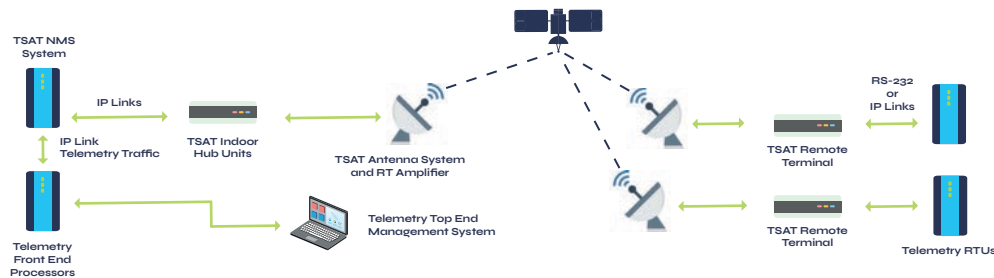 TSAT NMS
System
IP Links
IP Link
Telemetry Traffic
TSAT Indoor
Hub Units
TSAT Antenna System
and RT Amplifier
Telemetry
Front End
Processors
Telemetry Top End
Management System
RS-232
or
IP Links
TSAT Remote
Terminal
TSAT Remote
Terminal
Telemetry RTUs